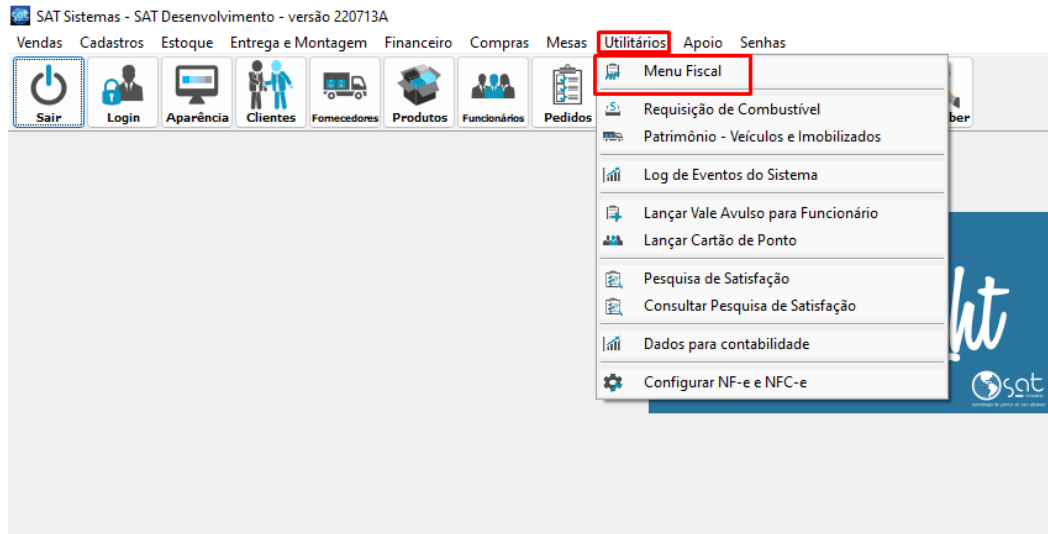 SAT Sistemas - SAT Desenvolvimento - versão 220713A
Vendas Cadastros Estoque Entrega e Montagem Financeiro Compras Mesas Utilitários Apoio Senhas
Sair Login Aparência Clientes Fornecedores Produtos Funcionários Pedidos
Menu Fiscal
Requisição de Combustível
Patrimônio - Veículos e Imobilizados
Log de Eventos do Sistema
Lançar Vale Avulso para Funcionário
Lançar Cartão de Ponto
Pesquisa de Satisfação
Consultar Pesquisa de Satisfação
Dados para contabilidade
Configurar NF-e e NFC-e
ber
ht
sat